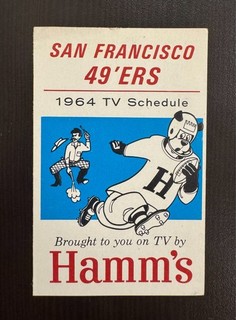 SAN FRANCISCO
49'ERS
1964 TV Schedule
H
Brought to you on TV by
Hamm's